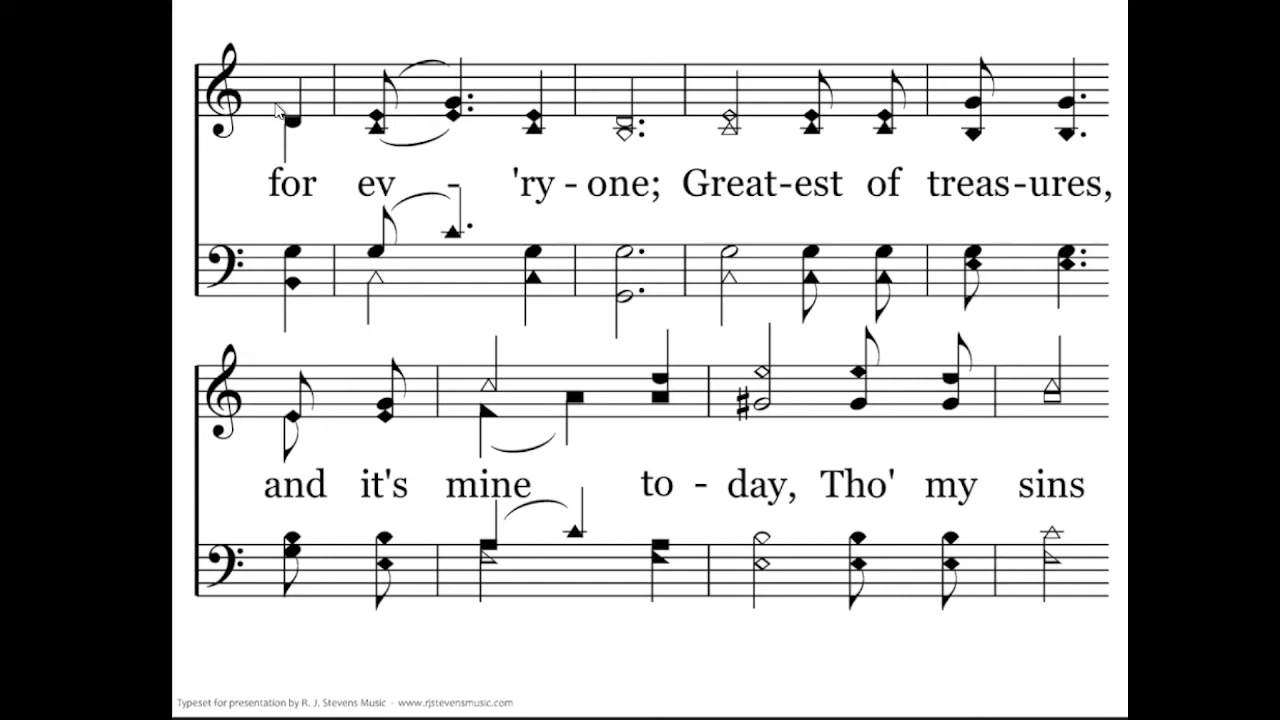 for ev - 'ry - one; Great-est of treas-ures,
and it's mine to - day, Tho' my sins
Typeset for presentation by R. J. Stevens Music - www.rjstevensmusic.com